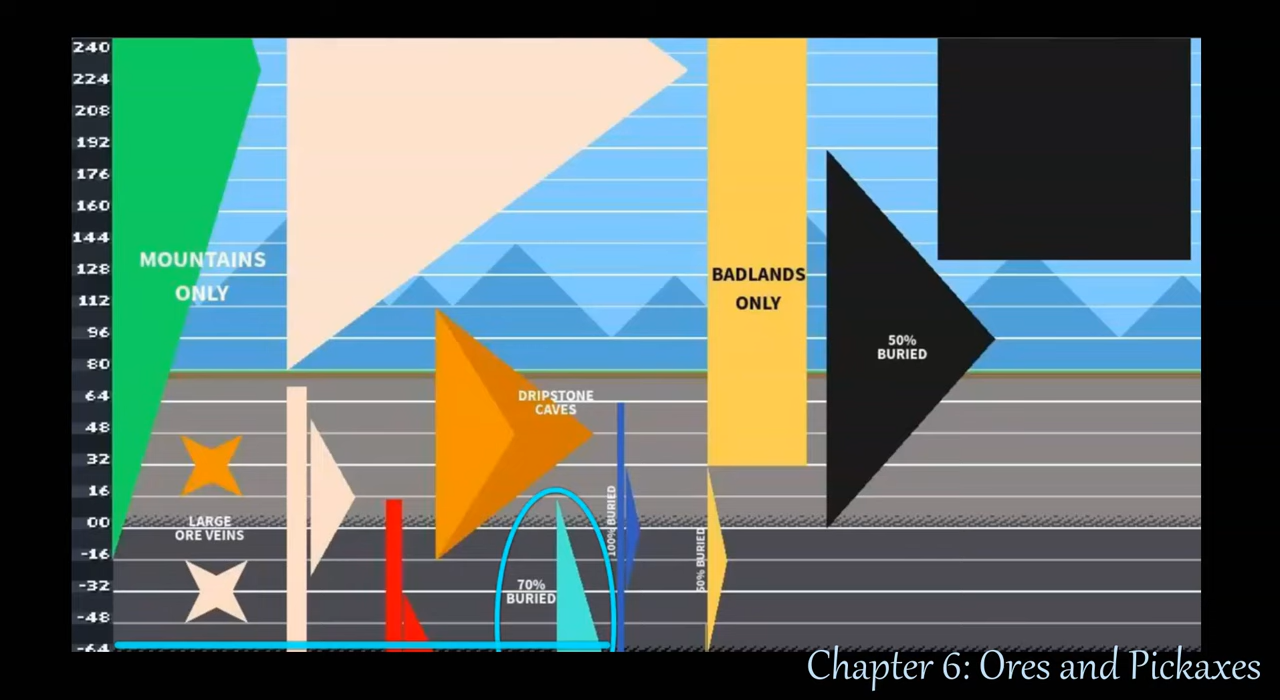 240
224
208
192
176
160
144
128
112
96
80
64
48
32
16
00
-16
-32
-48
-64
MOUNTAINS
ONLY
LARGE
ORE VEINS
DRIPSTONE
CAVES
70%
BURIED
100% BURIED
50% BURIED
BADLANDS
ONLY
50%
BURIED
Chapter 6: Ores and Pickaxes